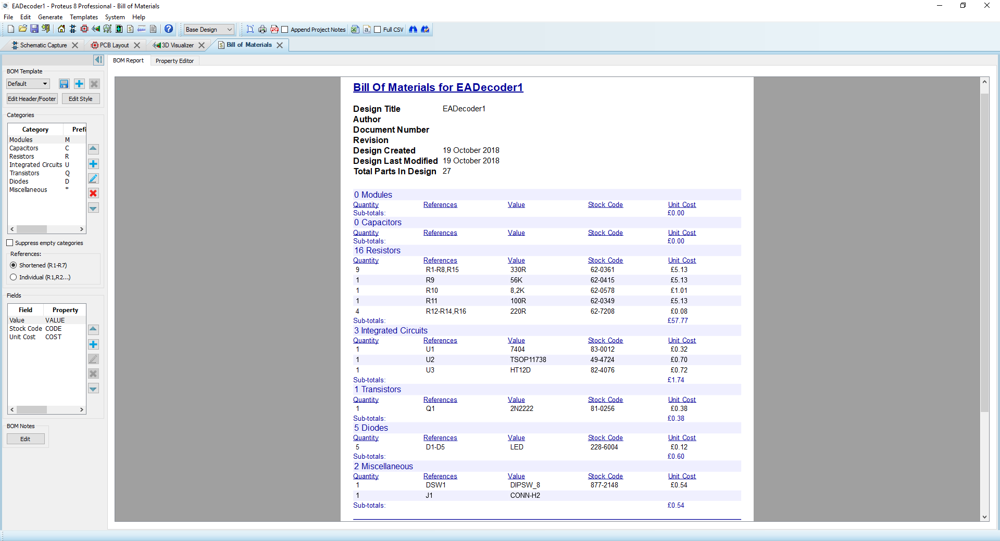 EADecoder1 - Proteus 8 Professional - Bill of Materials
File Edit Generate Templates System Help
Base Design Append Project Notes Full CSV
Schematic Capture PCB Layout 3D Visualizer Bill of Materials
BOM Report Property Editor
BOM Template
Default
Edit Header/Footer Edit Style
Categories
Category Prefi
Modules M
Capacitors C
Resistors R
Integrated Circuits U
Transistors Q
Diodes D
Miscellaneous *
Suppress empty categories
References:
Shortened (R1-R7)
Individual (R1,R2...)
Fields
Field Property
Value VALUE
Stock Code CODE
Unit Cost COST
BOM Notes
Edit
Bill Of Materials for EADecoder1
Design Title EADecoder1
Author
Document Number
Revision
Design Created 19 October 2018
Design Last Modified 19 October 2018
Total Parts In Design 27
0 Modules
Quantity References Value Stock Code Unit Cost
Sub-totals: £0.00
0 Capacitors
Quantity References Value Stock Code Unit Cost
Sub-totals: £0.00
16 Resistors
Quantity References Value Stock Code Unit Cost
9 R1-R8,R15 330R 62-0361 £5.13
1 R9 56K 62-0415 £5.13
1 R10 8,2K 62-0578 £1.01
1 R11 100R 62-0349 £5.13
4 R12-R14,R16 220R 62-7208 £0.08
Sub-totals: £57.77
3 Integrated Circuits
Quantity References Value Stock Code Unit Cost
1 U1 7404 83-0012 £0.32
1 U2 TSOP11738 49-4724 £0.70
1 U3 HT12D 82-4076 £0.72
Sub-totals: £1.74
1 Transistors
Quantity References Value Stock Code Unit Cost
1 Q1 2N2222 81-0256 £0.38
Sub-totals: £0.38
5 Diodes
Quantity References Value Stock Code Unit Cost
5 D1-D5 LED 228-6004 £0.12
Sub-totals: £0.60
2 Miscellaneous
Quantity References Value Stock Code Unit Cost
1 DSW1 DIPSW_8 877-2148 £0.54
1 J1 CONN-H2
Sub-totals: £0.54